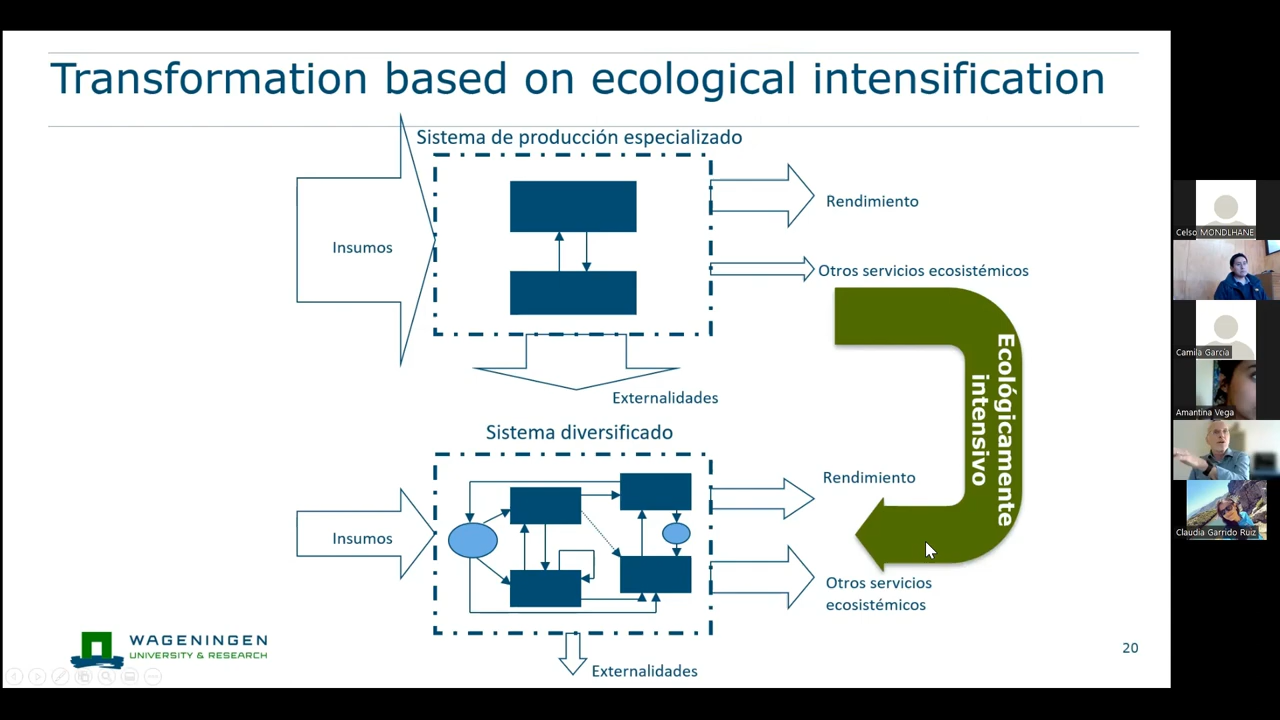 Transformation based on ecological intensification
Sistema de producción especializado
Insumos
Rendimiento
Otros servicios ecosistémicos
Externalidades
Ecológicamente
intensivo
Sistema diversificado
Insumos
Rendimiento
Otros servicios
ecosistémicos
Externalidades
WAGENINGEN
UNIVERSITY & RESEARCH
20
Celso MONDLHANE
Camila García
Amantina Vega
Claudia Garrido Ruiz